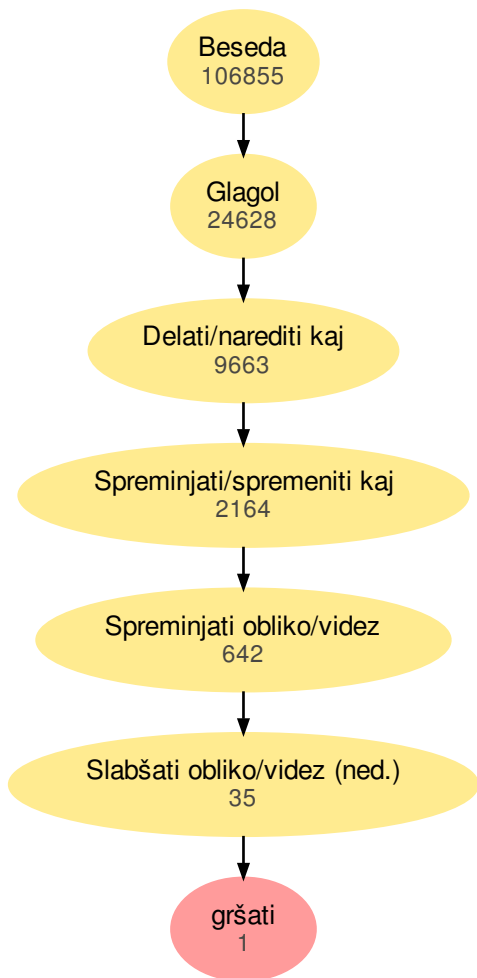 Beseda
106855
Glagol
24628
Delati/narediti kaj
9663
Spreminjati/spremeniti kaj
2164
Spreminjati obliko/videz
642
Slabšati obliko/videz (ned.)
35
gršati
1